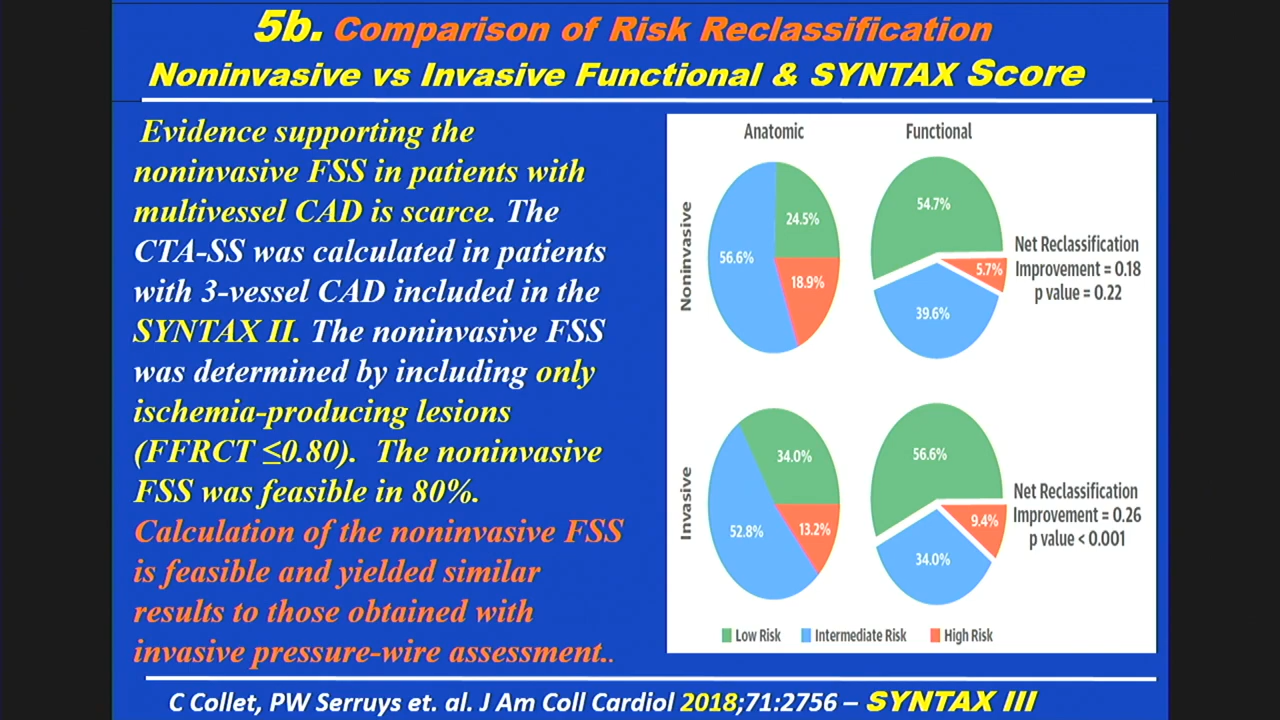 5b. Comparison of Risk Reclassification
Noninvasive vs Invasive Functional & SYNTAX Score
Evidence supporting the
noninvasive FSS in patients with
multivessel CAD is scarce. The
CTA-SS was calculated in patients
with 3-vessel CAD included in the
SYNTAX II. The noninvasive FSS
was determined by including only
ischemia-producing lesions
(FFRCT ≤0.80). The noninvasive
FSS was feasible in 80%.
Calculation of the noninvasive FSS
is feasible and yielded similar
results to those obtained with
invasive pressure-wire assessment..
Anatomic
Functional
Noninvasive
24.5%
56.6%
18.9%
54.7%
5.7%
39.6%
Net Reclassification
Improvement = 0.18
p value = 0.22
Invasive
34.0%
52.8%
13.2%
56.6%
9.4%
34.0%
Net Reclassification
Improvement = 0.26
p value < 0.001
Low Risk
Intermediate Risk
High Risk
C Collet, PW Serruys et. al. J Am Coll Cardiol 2018;71:2756 – SYNTAX III